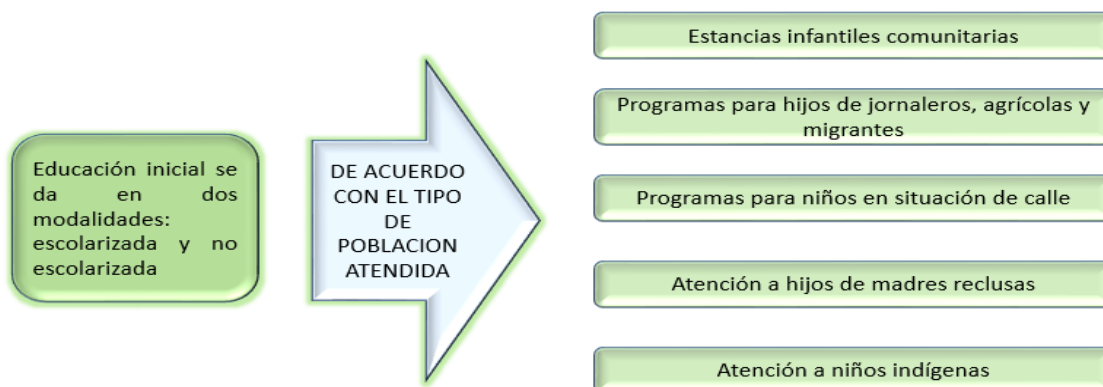 Educación inicial se
da en dos
modalidades:
escolarizada y no
escolarizada
DE ACUERDO
CON EL TIPO
DE
POBLACION
ATENDIDA
Estancias infantiles comunitarias
Programas para hijos de jornaleros, agrícolas y
migrantes
Programas para niños en situación de calle
Atención a hijos de madres reclusas
Atención a niños indígenas